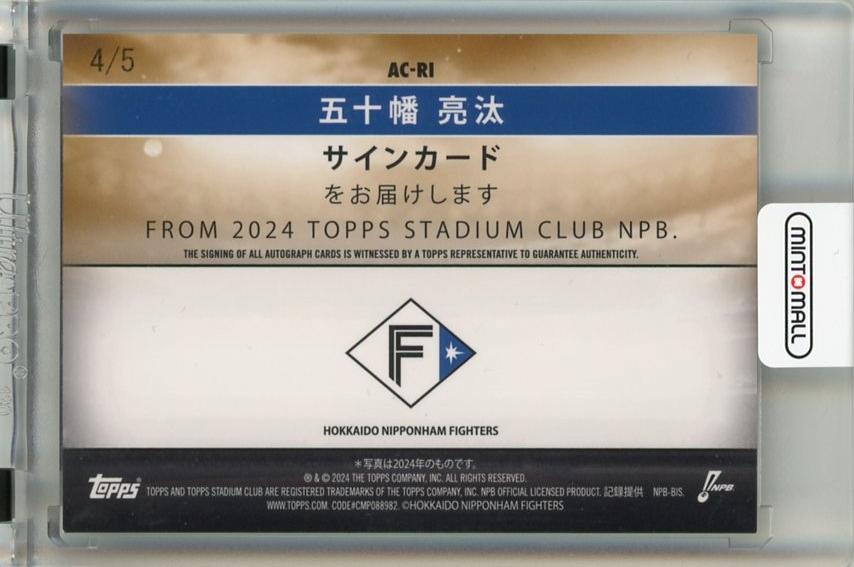 4/5
AC-RI
五十幡 亮汰
サインカード
をお届けします
FROM 2024 TOPPS STADIUM CLUB NPB.
THE SIGNING OF ALL AUTOGRAPH CARDS IS WITNESSED BY A TOPPS REPRESENTATIVE TO GUARANTEE AUTHENTICITY.
MINT MALL
F
HOKKAIDO NIPPONHAM FIGHTERS
＊写真は2024年のものです。
® & © 2024 THE TOPPS COMPANY, INC. ALL RIGHTS RESERVED.
topps TOPPS AND TOPPS STADIUM CLUB ARE REGISTERED TRADEMARKS OF THE TOPPS COMPANY, INC. NPB OFFICIAL LICENSED PRODUCT. 記録提供 NPB-BIS. NPB.
WWW.TOPPS.COM. CODE#CMP088982. ©HOKKAIDO NIPPONHAM FIGHTERS